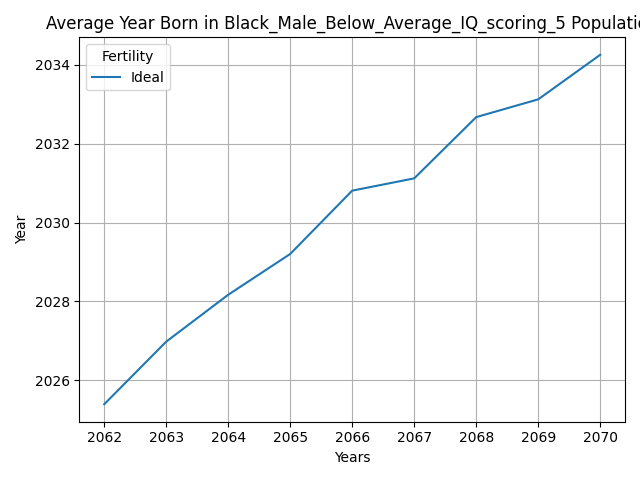 Average Year Born in Black_Male_Below_Average_IQ_scoring_5 Populatio
Fertility
Ideal
2034
2032
2030
2028
2026
Year
2062 2063 2064 2065 2066 2067 2068 2069 2070
Years